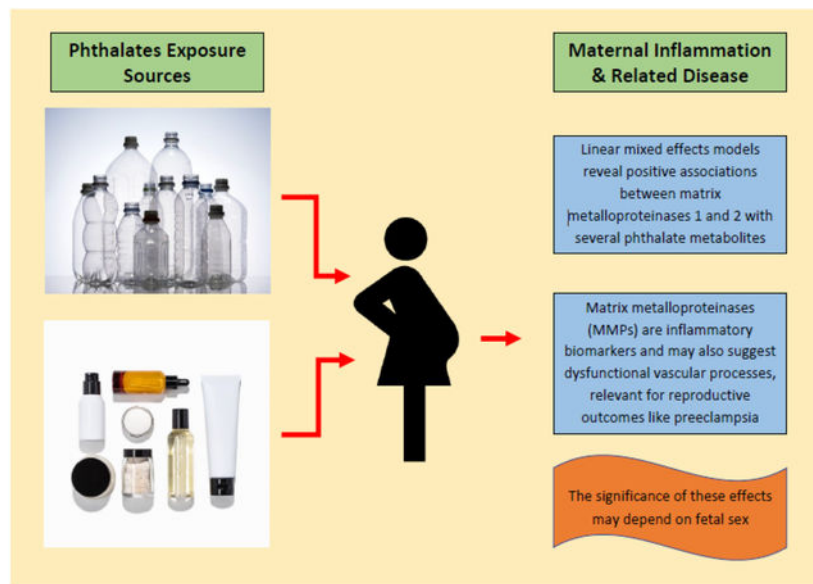 Phthalates Exposure
Sources
Maternal Inflammation
& Related Disease
Linear mixed effects models
reveal positive associations
between matrix
metalloproteinases 1 and 2 with
several phthalate metabolites
Matrix metalloproteinases
(MMPs) are inflammatory
biomarkers and may also suggest
dysfunctional vascular processes,
relevant for reproductive
outcomes like preeclampsia
The significance of these effects
may depend on fetal sex